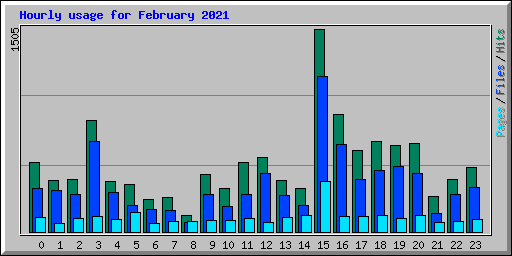 Hourly usage for February 2021
1505
Pages/Files/Hits
0 1 2 3 4 5 6 7 8 9 10 11 12 13 14 15 16 17 18 19 20 21 22 23